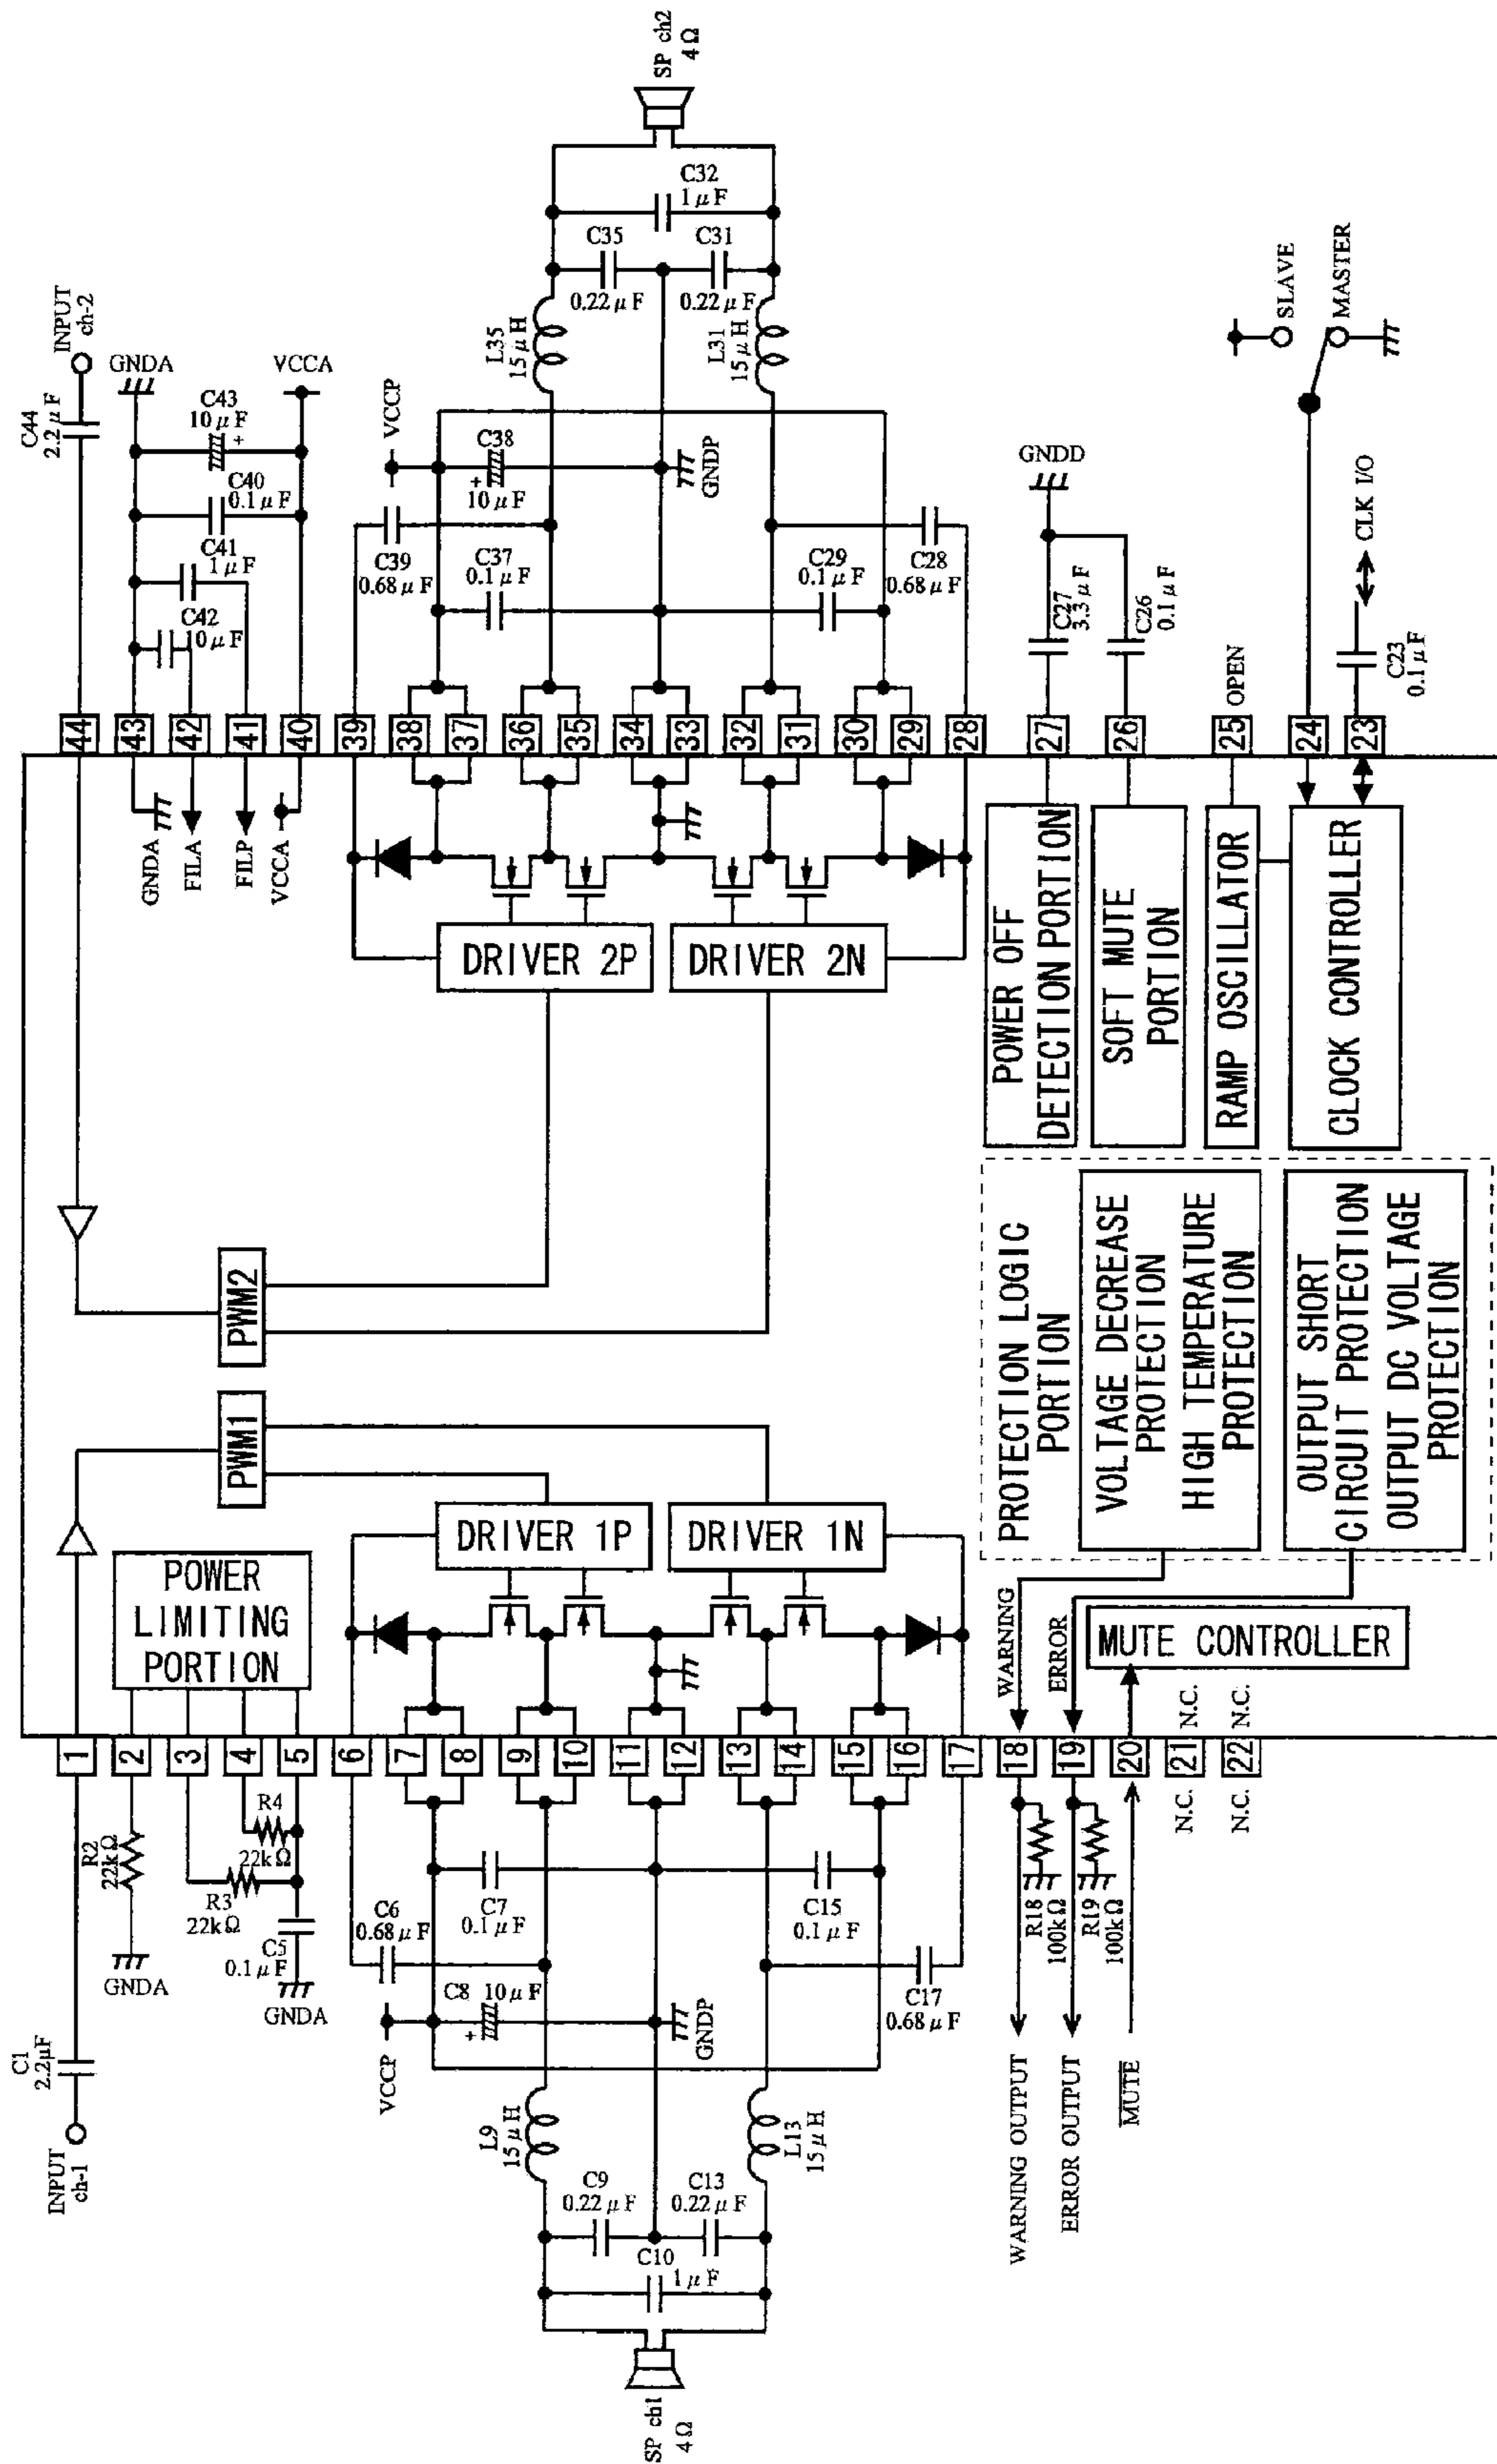 INPUT
ch-1
C1
2.2μF
R2
22kΩ
GNDA
R3
22kΩ
R4
22kΩ
C5
0.1μF
GNDA
C6
0.68μF
C7
0.1μF
C15
0.1μF
C8 10μF
+
VCCP
GNDP
C17
0.68μF
L9
15μH
L13
15μH
C9
0.22μF
C13
0.22μF
C10
1μF
SP ch1
4Ω
R18
100kΩ
R19
100kΩ
WARNING OUTPUT
ERROR OUTPUT
MUTE
N.C.
N.C.
1
2
3
4
5
6
7
8
9
10
11
12
13
14
15
16
17
18
19
20
21
22
N.C.
N.C.
POWER
LIMITING
PORTION
PWM1
DRIVER 1P
DRIVER 1N
WARNING
ERROR
MUTE CONTROLLER
PROTECTION LOGIC
PORTION
VOLTAGE DECREASE
PROTECTION
HIGH TEMPERATURE
PROTECTION
OUTPUT SHORT
CIRCUIT PROTECTION
OUTPUT DC VOLTAGE
PROTECTION
PWM2
DRIVER 2P
DRIVER 2N
POWER OFF
DETECTION PORTION
SOFT MUTE
PORTION
RAMP OSCILLATOR
CLOCK CONTROLLER
GNDA
FILA
FILP
VCCA
44
43
42
41
40
39
38
37
36
35
34
33
32
31
30
29
28
27
26
25
24
23
OPEN
INPUT
ch-2
C44
2.2μF
GNDA
C43
10μF
+
VCCA
C40
0.1μF
C41
1μF
C42
10μF
VCCP
C38
+
10μF
GNDP
C39
0.68μF
C37
0.1μF
C29
0.1μF
C28
0.68μF
L35
15μH
L31
15μH
C35
0.22μF
C31
0.22μF
C32
1μF
SP ch2
4Ω
GNDD
C27
3.3μF
C26
0.1μF
C23
0.1μF
CLK I/O
SLAVE
MASTER